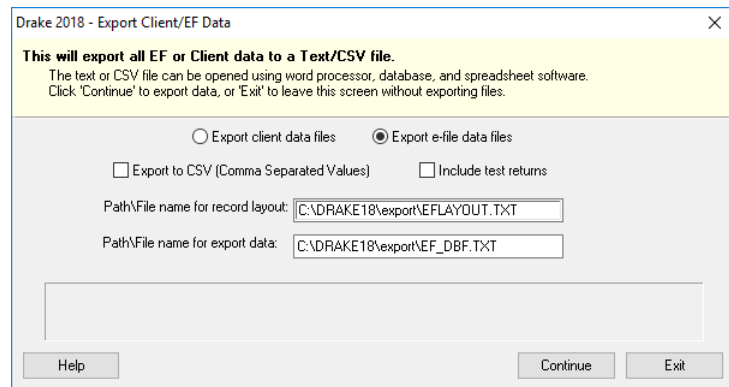 Drake 2018 - Export Client/EF Data
This will export all EF or Client data to a Text/CSV file.
The text or CSV file can be opened using word processor, database, and spreadsheet software.
Click 'Continue' to export data, or 'Exit' to leave this screen without exporting files.
Export client data files Export e-file data files
Export to CSV (Comma Separated Values) Include test returns
Path\File name for record layout: C:\DRAKE18\export\EFLAYOUT.TXT
Path\File name for export data: C:\DRAKE18\export\EF_DBF.TXT
Help Continue Exit